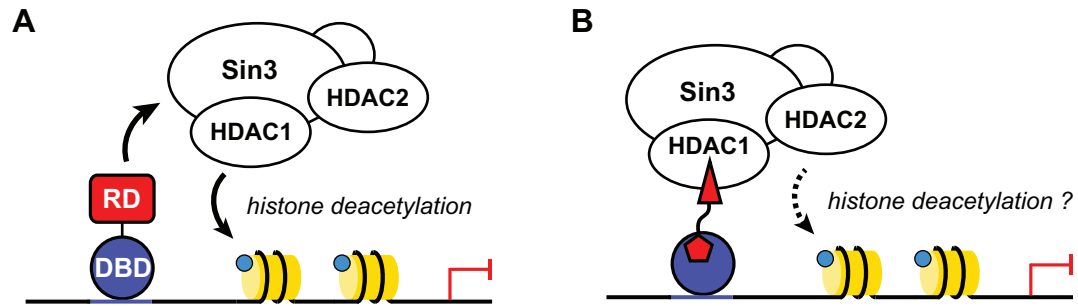 A
Sin3
HDAC2
HDAC1
RD
histone deacetylation
DBD
B
Sin3
HDAC2
HDAC1
histone deacetylation ?